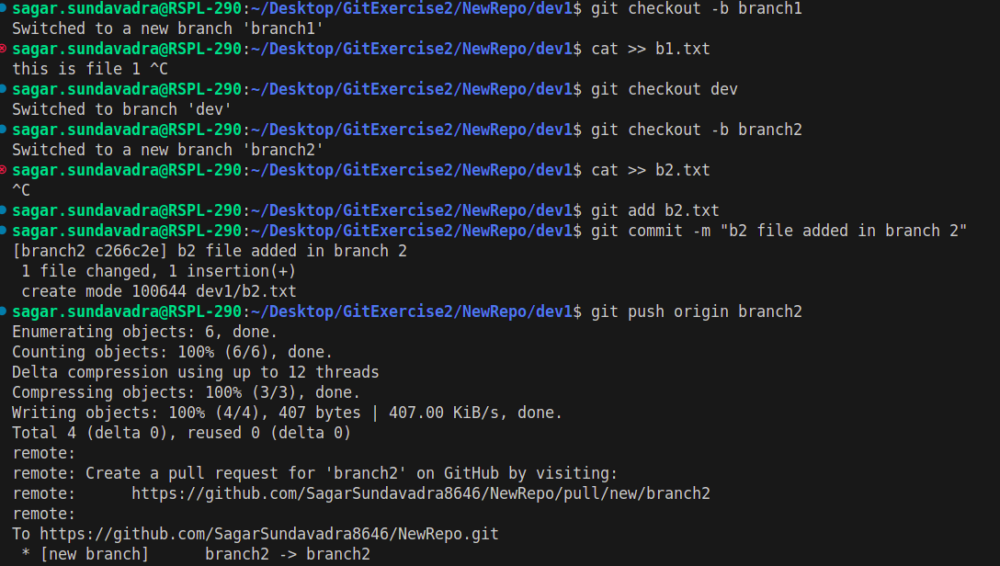 sagar.sundavadra@RSPL-290:~/Desktop/GitExercise2/NewRepo/dev1$ git checkout -b branch1
Switched to a new branch 'branch1'
sagar.sundavadra@RSPL-290:~/Desktop/GitExercise2/NewRepo/dev1$ cat >> b1.txt
this is file 1 ^C
sagar.sundavadra@RSPL-290:~/Desktop/GitExercise2/NewRepo/dev1$ git checkout dev
Switched to branch 'dev'
sagar.sundavadra@RSPL-290:~/Desktop/GitExercise2/NewRepo/dev1$ git checkout -b branch2
Switched to a new branch 'branch2'
sagar.sundavadra@RSPL-290:~/Desktop/GitExercise2/NewRepo/dev1$ cat >> b2.txt
^C
sagar.sundavadra@RSPL-290:~/Desktop/GitExercise2/NewRepo/dev1$ git add b2.txt
sagar.sundavadra@RSPL-290:~/Desktop/GitExercise2/NewRepo/dev1$ git commit -m "b2 file added in branch 2"
[branch2 c266c2e] b2 file added in branch 2
 1 file changed, 1 insertion(+)
 create mode 100644 dev1/b2.txt
sagar.sundavadra@RSPL-290:~/Desktop/GitExercise2/NewRepo/dev1$ git push origin branch2
Enumerating objects: 6, done.
Counting objects: 100% (6/6), done.
Delta compression using up to 12 threads
Compressing objects: 100% (3/3), done.
Writing objects: 100% (4/4), 407 bytes | 407.00 KiB/s, done.
Total 4 (delta 0), reused 0 (delta 0)
remote:
remote: Create a pull request for 'branch2' on GitHub by visiting:
remote:      https://github.com/SagarSundavadra8646/NewRepo/pull/new/branch2
remote:
To https://github.com/SagarSundavadra8646/NewRepo.git
 * [new branch]      branch2 -> branch2